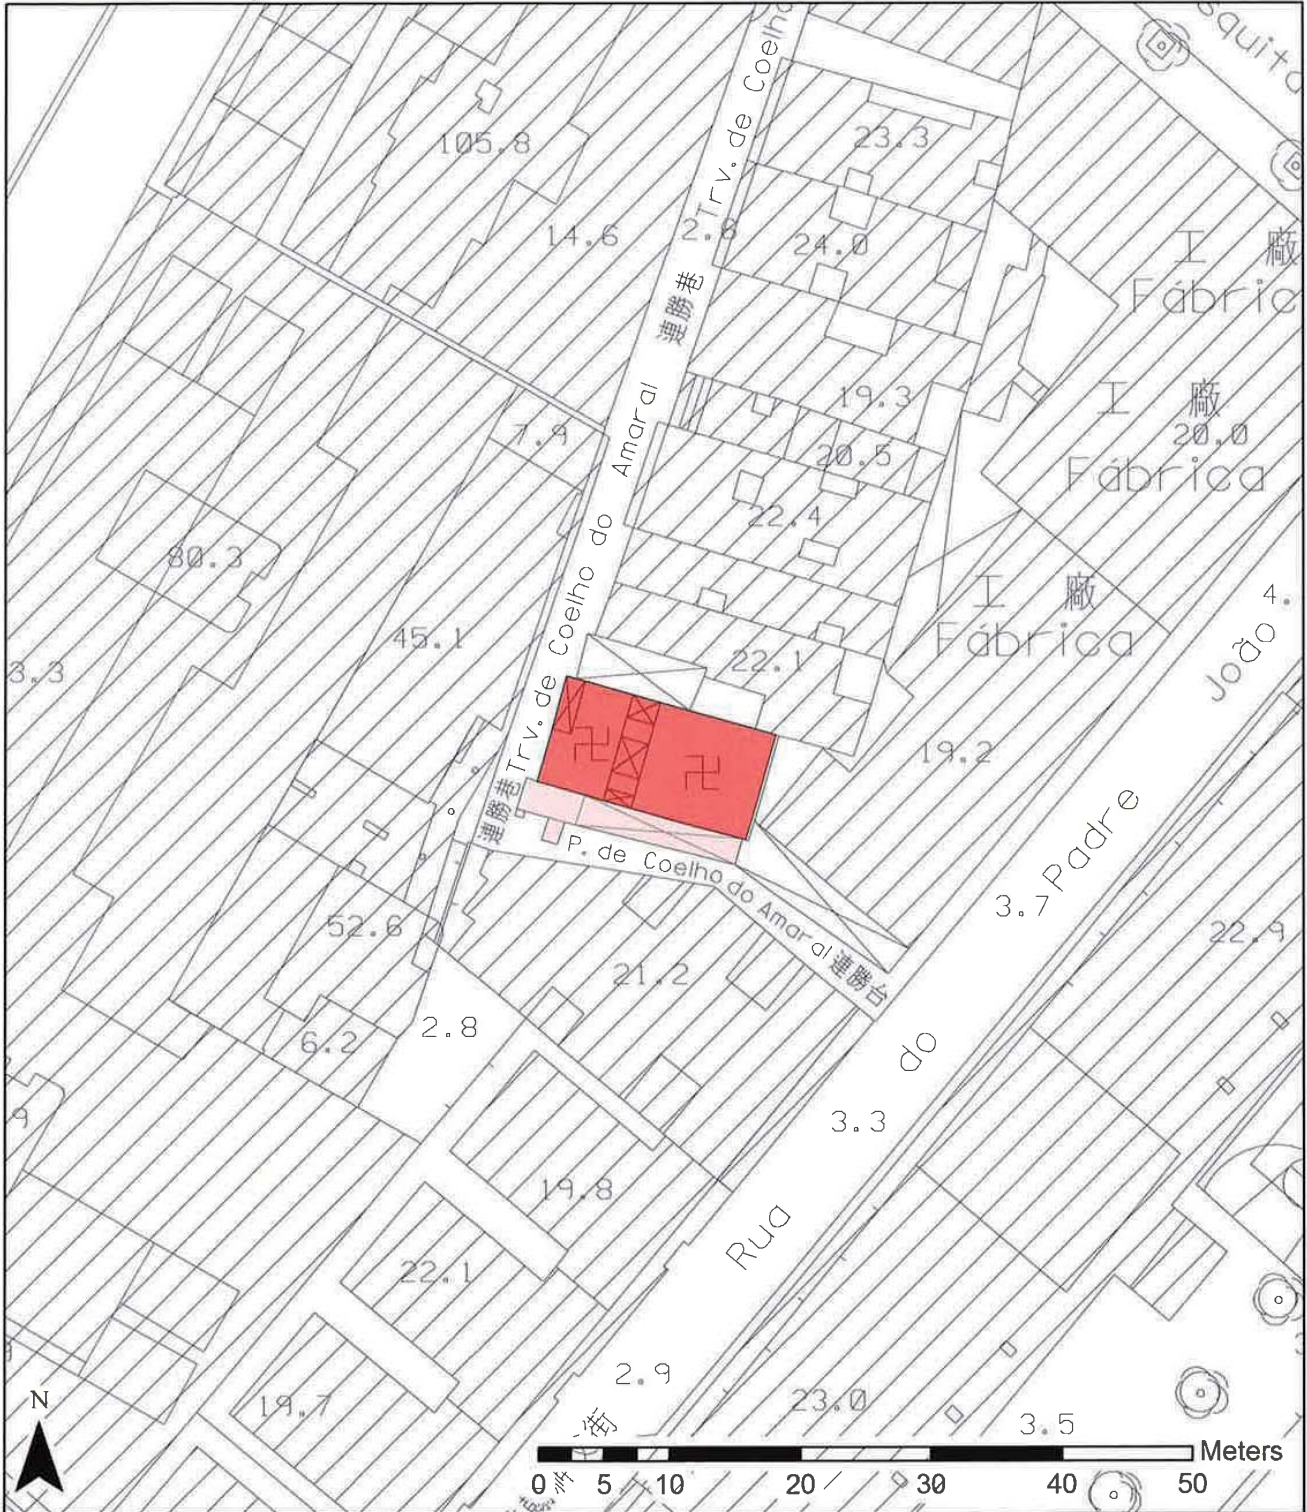 squito
Trv. de Coelho
105.8
23.3
14.6
2.6
24.0
工 廠
Fábric
連勝巷
19.3
工 廠
20.0
Fábrica
7.9
20.5
22.4
80.3
45.1
Trv. de Coelho do Amaral
工 廠
Fábrica
4.
João
3.3
22.1
卍
卍
19.2
連勝巷
P. de Coelho do Amaral 連勝台
3.7
Padre
52.6
21.2
22.9
2.8
6.2
do
9
3.3
19.8
Rua
22.1
2.9
N
19.7
23.0
3.5
街
Meters
0 5 10 20 30 40 50